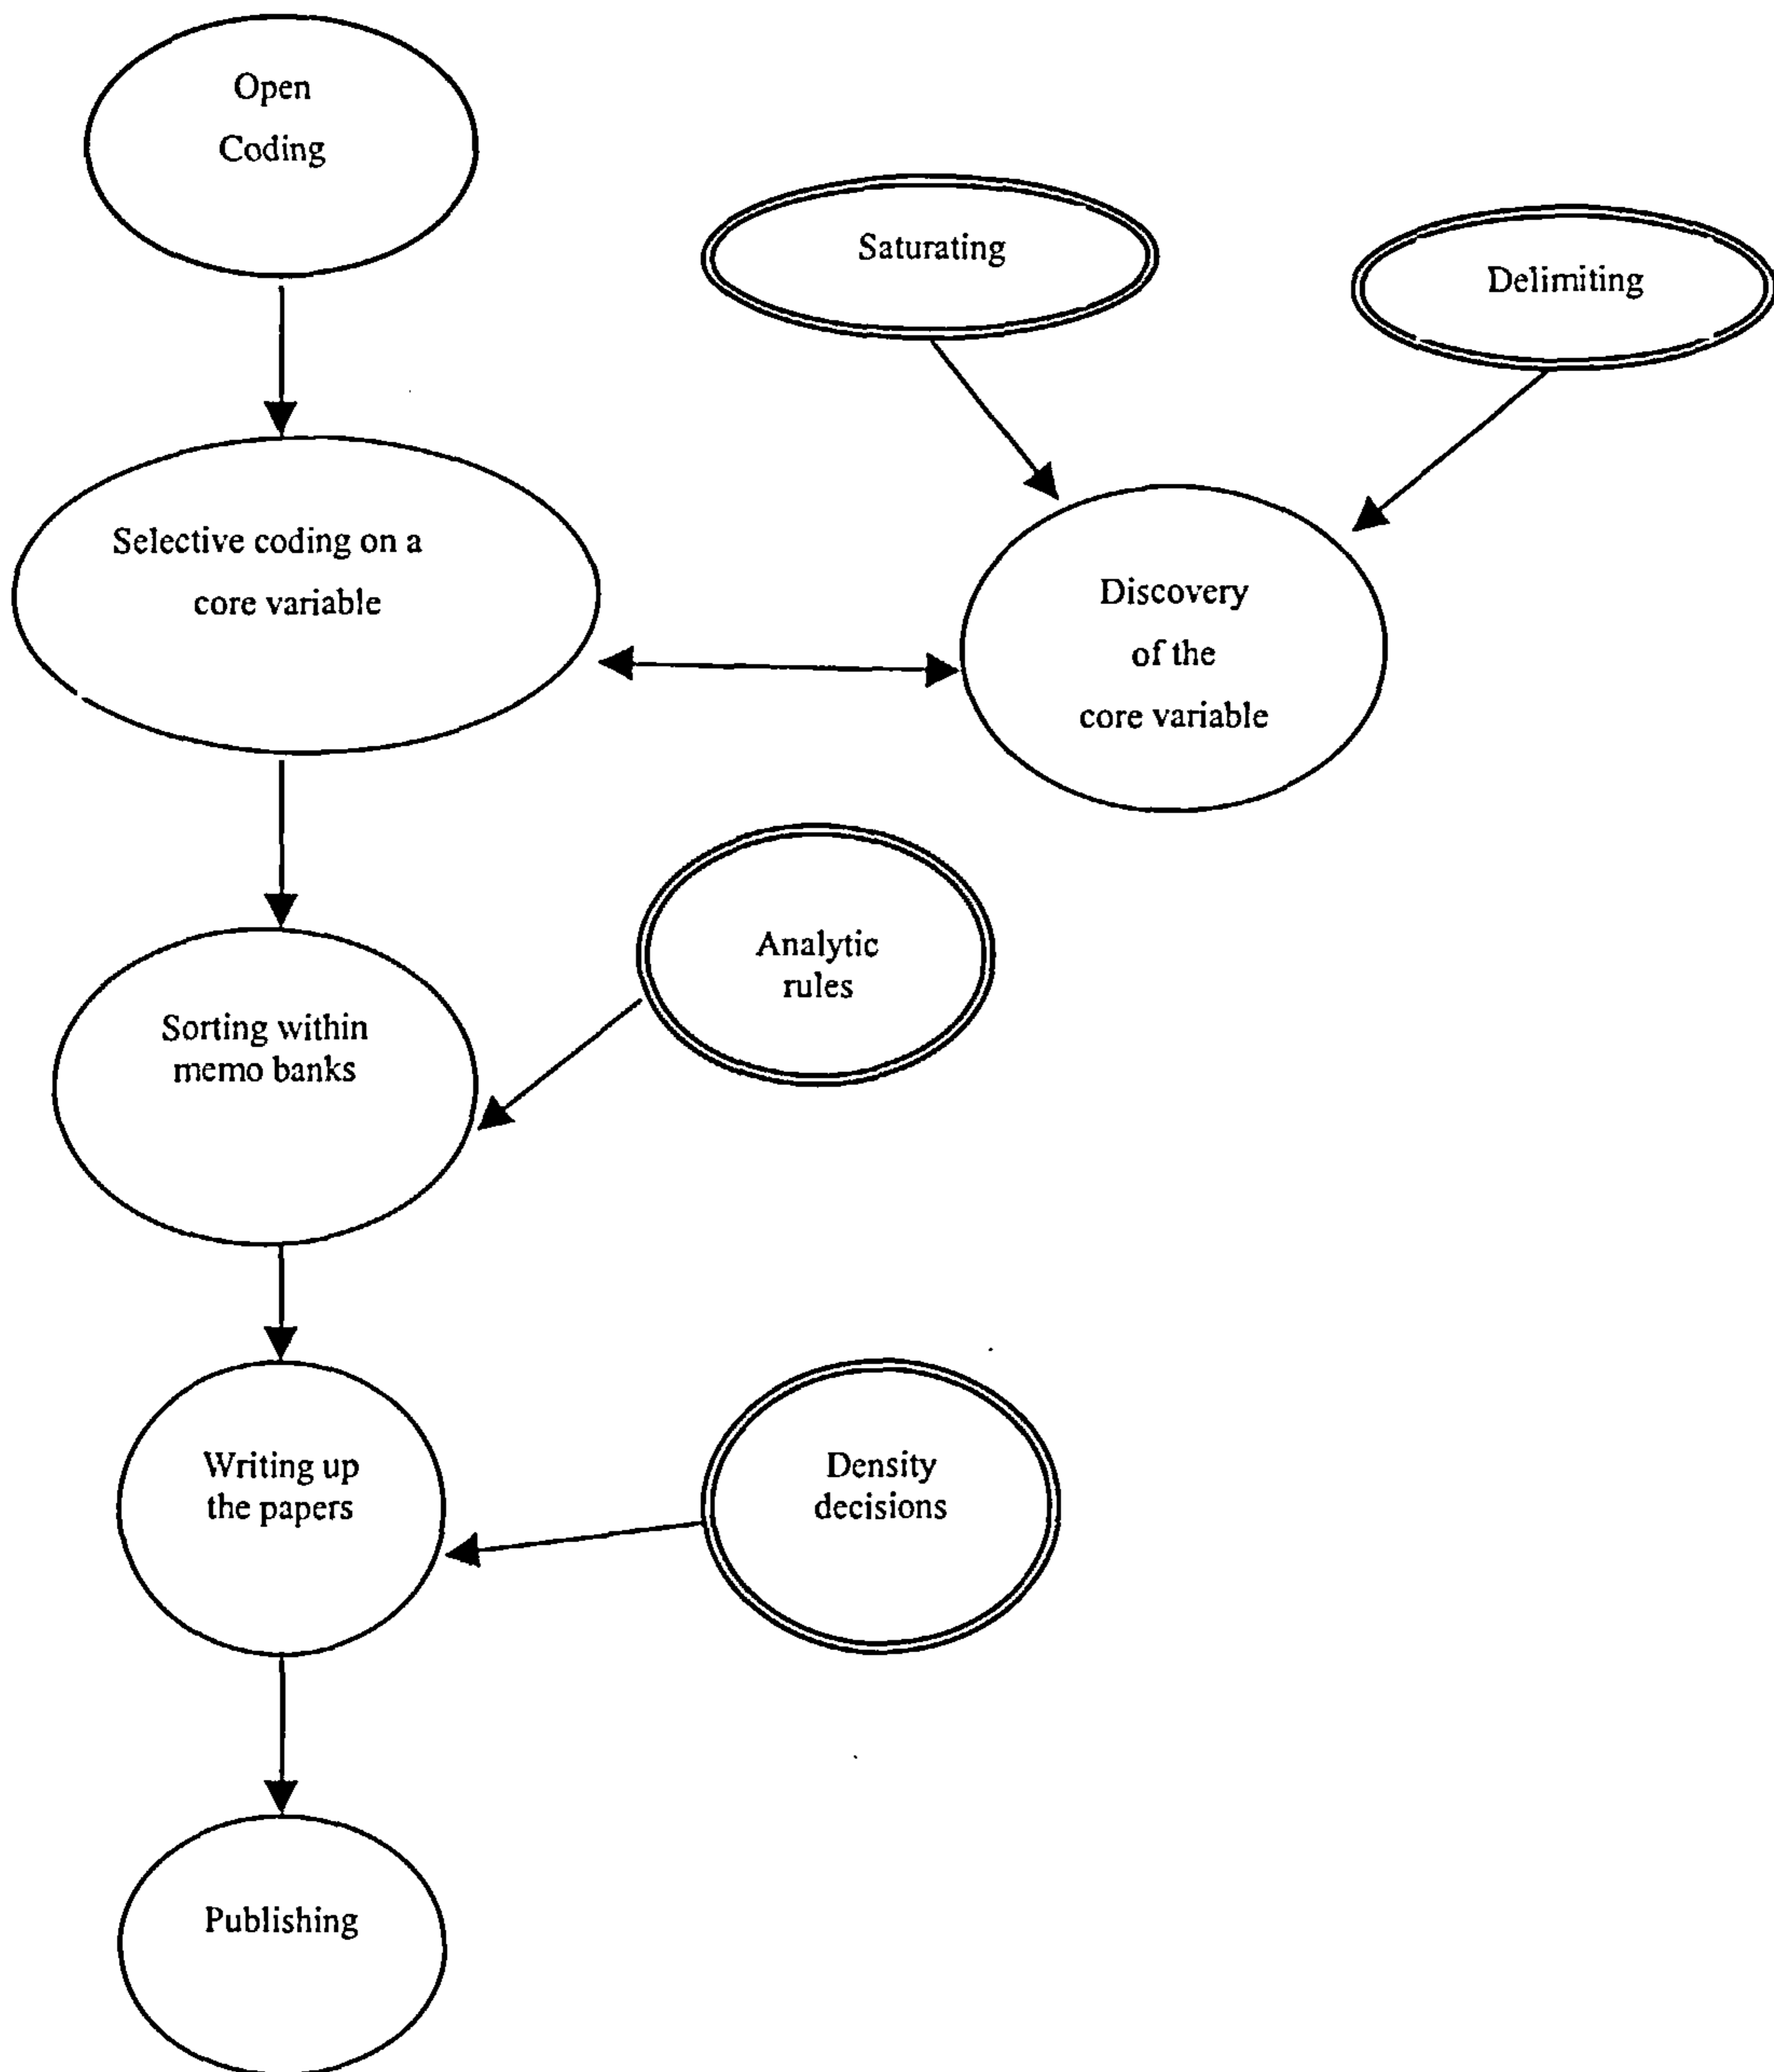 Open
Coding
Saturating
Delimiting
Selective coding on a
core variable
Discovery
of the
core variable
Analytic
rules
Sorting within
memo banks
Writing up
the papers
Density
decisions
Publishing